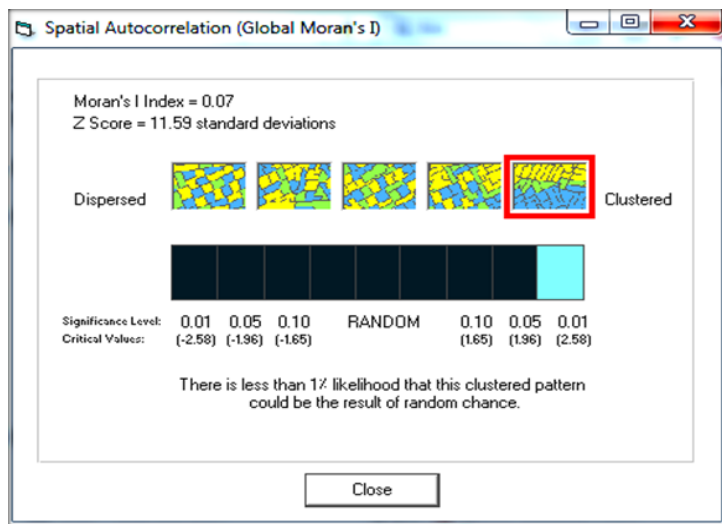 Spatial Autocorrelation (Global Moran's I)
Moran's I Index = 0.07
Z Score = 11.59 standard deviations
Dispersed
Clustered
Significance Level: 0.01 0.05 0.10 RANDOM 0.10 0.05 0.01
Critical Values: (-2.58) (-1.96) (-1.65) (1.65) (1.96) (2.58)
There is less than 1% likelihood that this clustered pattern
could be the result of random chance.
Close